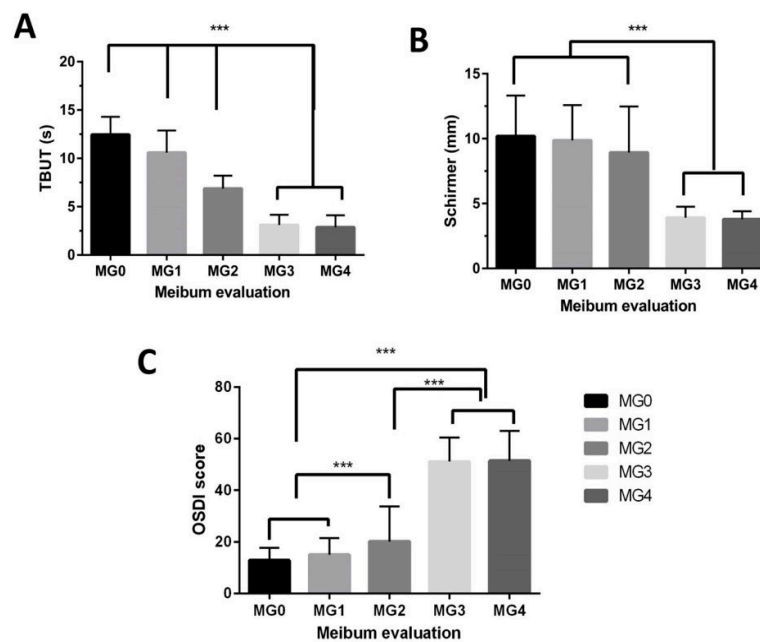 A
***
TBUT (s)
20
15
10
5
0
MG0 MG1 MG2 MG3 MG4
Meibum evaluation
B
***
Schirmer (mm)
15
10
5
0
MG0 MG1 MG2 MG3 MG4
Meibum evaluation
C
***
***
***
OSDI score
80
60
40
20
0
MG0 MG1 MG2 MG3 MG4
Meibum evaluation
MG0
MG1
MG2
MG3
MG4